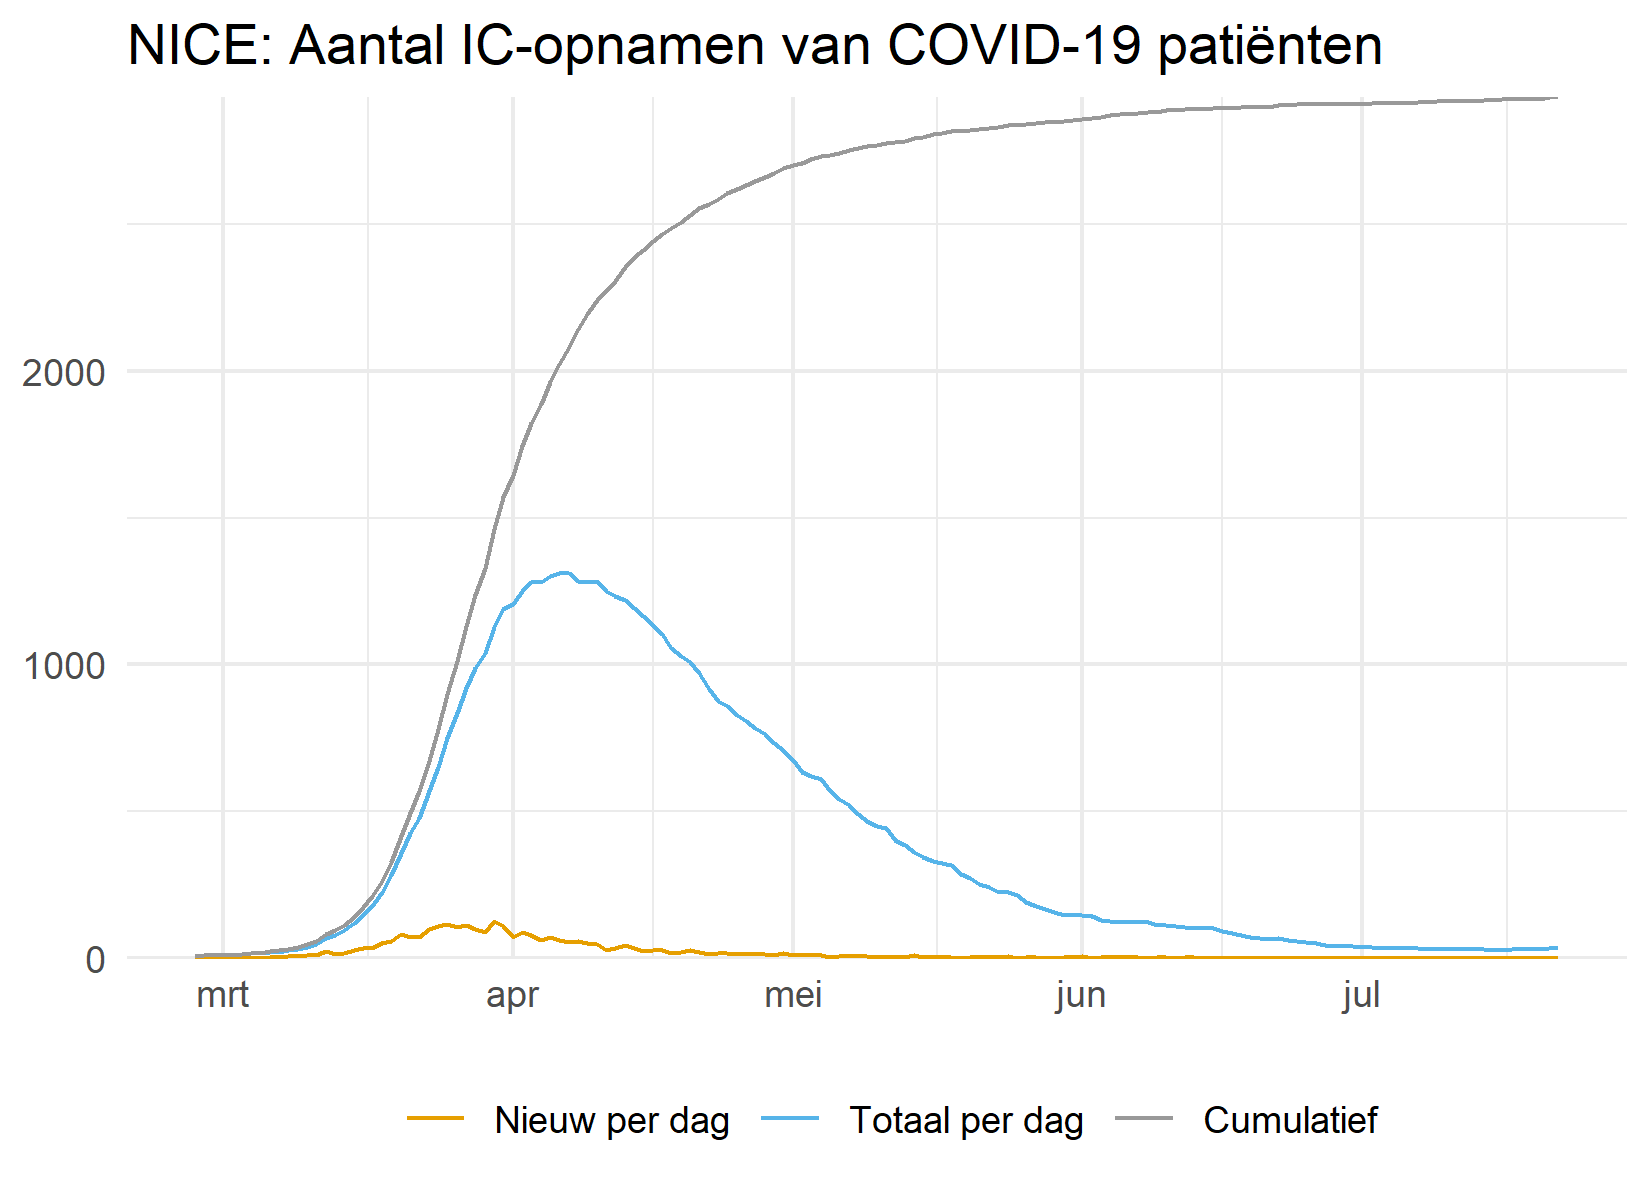 NICE: Aantal IC-opnamen van COVID-19 patiënten
2000
1000
0
mrt apr mei jun jul
Nieuw per dag Totaal per dag Cumulatief